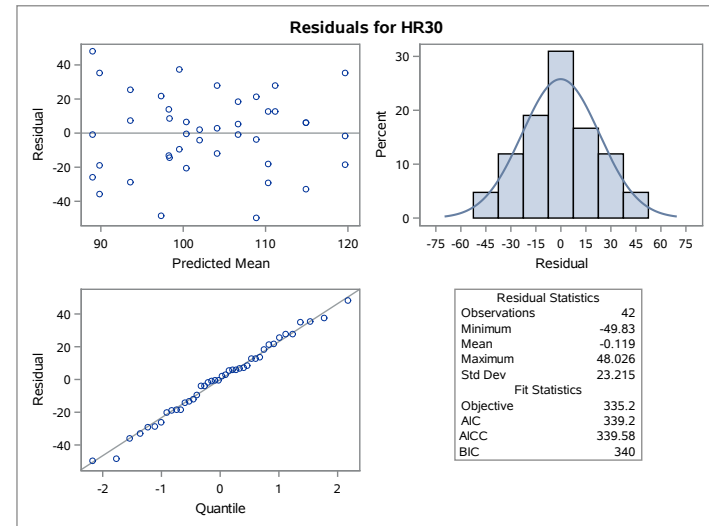 Residuals for HR30
40
20
0
-20
-40
Residual
90 100 110 120
Predicted Mean
30
20
10
0
Percent
-75 -60 -45 -30 -15 0 15 30 45 60 75
Residual
40
20
0
-20
-40
Residual
-2 -1 0 1 2
Quantile
Residual Statistics
Observations 42
Minimum -49.83
Mean -0.119
Maximum 48.026
Std Dev 23.215
Fit Statistics
Objective 335.2
AIC 339.2
AICC 339.58
BIC 340